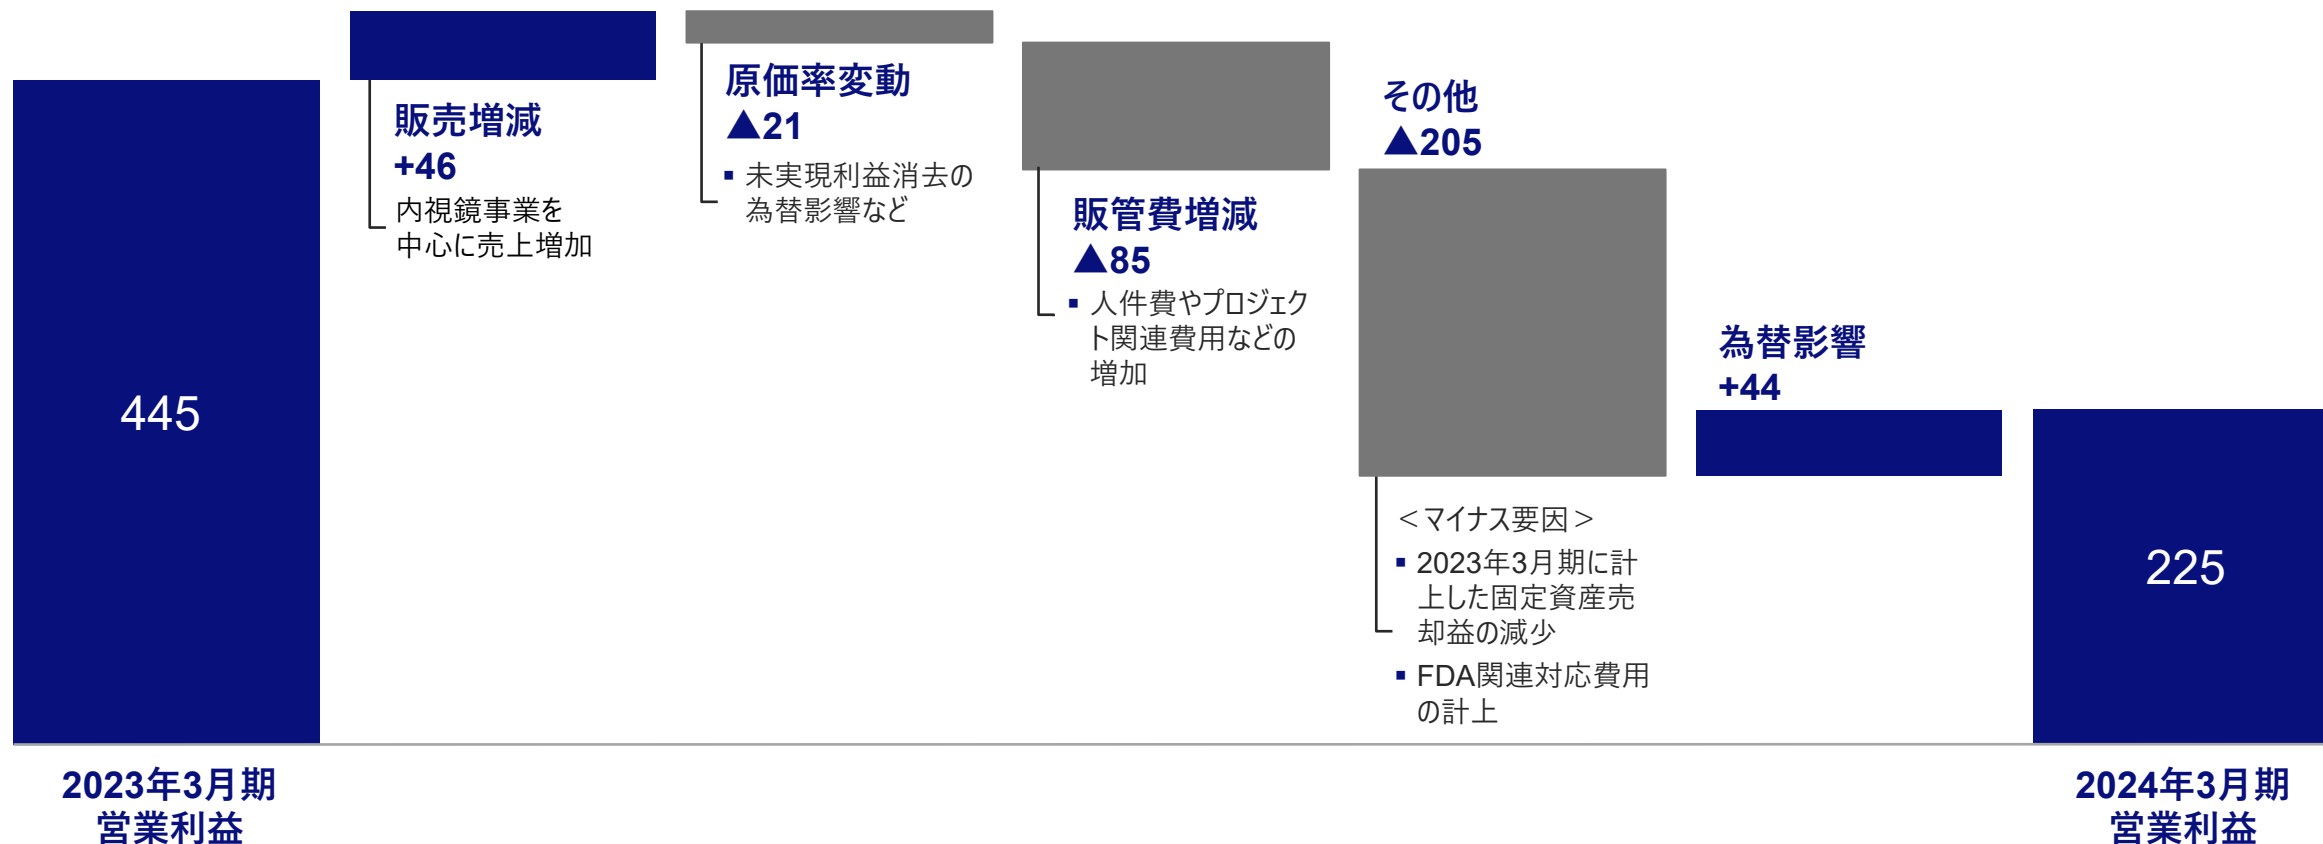 445
販売増減
+46
内視鏡事業を
中心に売上増加
原価率変動
▲21
▪ 未実現利益消去の
為替影響など
販管費増減
▲85
▪ 人件費やプロジェク
ト関連費用などの
増加
その他
▲205
＜マイナス要因＞
▪ 2023年3月期に計
上した固定資産売
却益の減少
▪ FDA関連対応費用
の計上
為替影響
+44
225
2023年3月期
営業利益
2024年3月期
営業利益